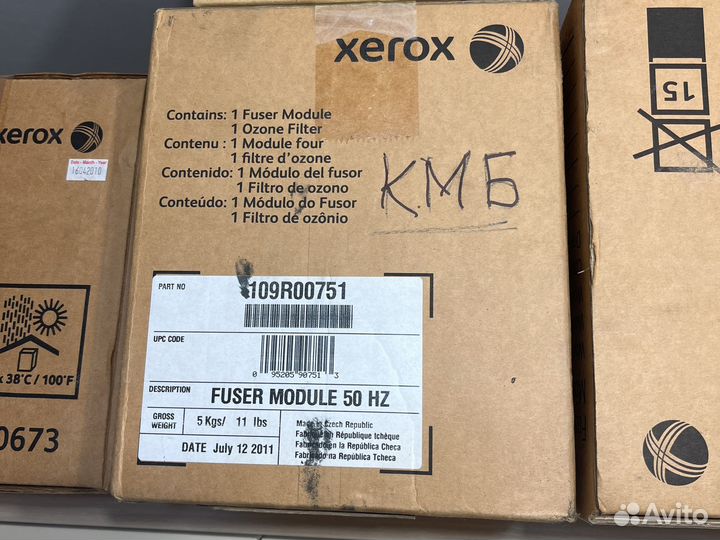 xerox
Date - Month - Year
16042010
38°C / 100°F
0673
xerox
Contains: 1 Fuser Module
1 Ozone Filter
Contenu : 1 Module four
1 filtre d'ozone
Contenido: 1 Módulo del fusor
1 Filtro de ozono
Conteúdo: 1 Módulo do Fusor
1 Filtro de ozônio
КМБ
PART NO 109R00751
UPC CODE
0 95205 90751 3
DESCRIPTION FUSER MODULE 50 HZ
GROSS WEIGHT 5 Kgs/ 11 lbs
DATE July 12 2011
Made in Czech Republic
Fabriqué en République tchèque
Fabricado en la República Checa
Fabricado na República Tcheca
15
Avito